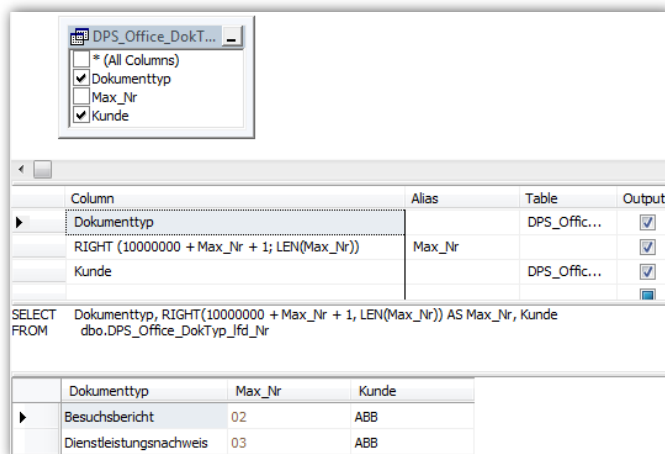 DPS_Office_DokT...
* (All Columns)
Dokumenttyp
Max_Nr
Kunde
Column Alias Table Output
Dokumenttyp DPS_Offic...
RIGHT (10000000 + Max_Nr + 1; LEN(Max_Nr)) Max_Nr
Kunde DPS_Offic...
SELECT Dokumenttyp, RIGHT(10000000 + Max_Nr + 1, LEN(Max_Nr)) AS Max_Nr, Kunde
FROM dbo.DPS_Office_DokTyp_lfd_Nr
Dokumenttyp Max_Nr Kunde
Besuchsbericht 02 ABB
Dienstleistungsnachweis 03 ABB